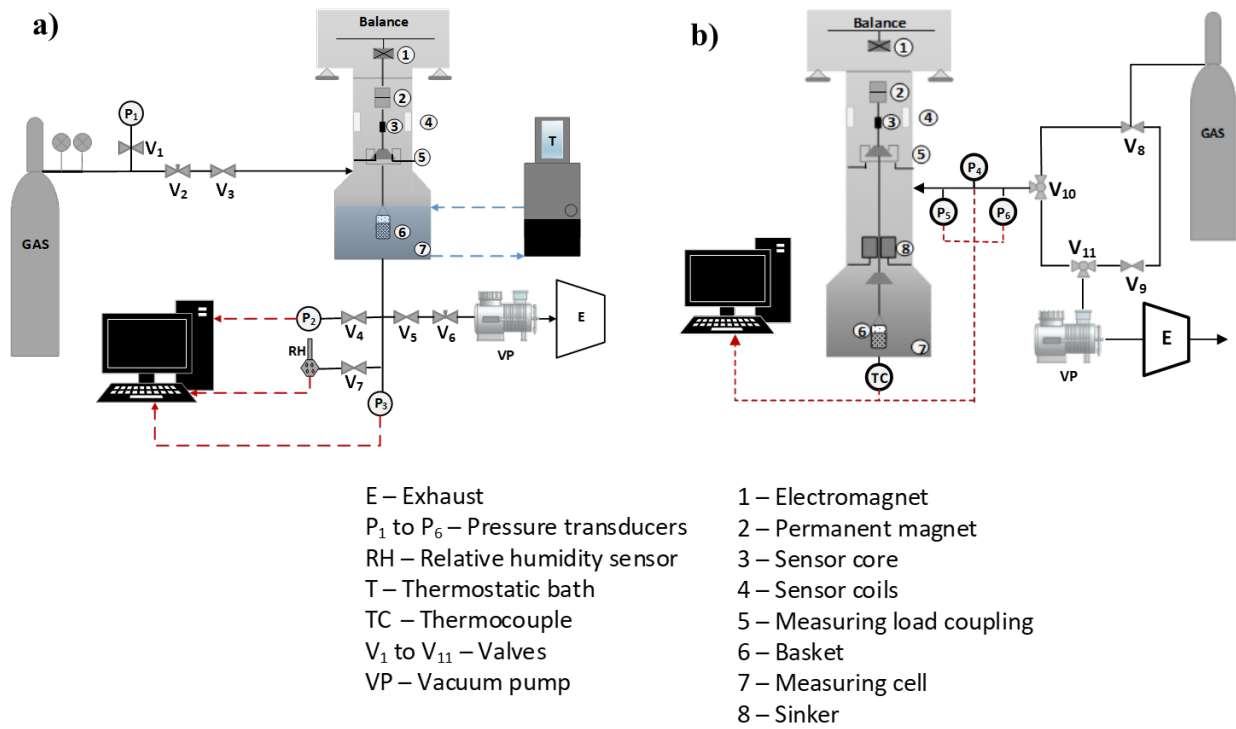 a)
Balance
1
2
3
4
5
6
7
P1
V1
V2
V3
GAS
T
P2
V4
V5
V6
VP
E
RH
V7
P3
b)
Balance
1
2
3
4
5
8
6
7
TC
P4
P5
P6
V10
V8
V11
V9
VP
E
GAS
E – Exhaust
P1 to P6 – Pressure transducers
RH – Relative humidity sensor
T – Thermostatic bath
TC – Thermocouple
V1 to V11 – Valves
VP – Vacuum pump
1 – Electromagnet
2 – Permanent magnet
3 – Sensor core
4 – Sensor coils
5 – Measuring load coupling
6 – Basket
7 – Measuring cell
8 – Sinker